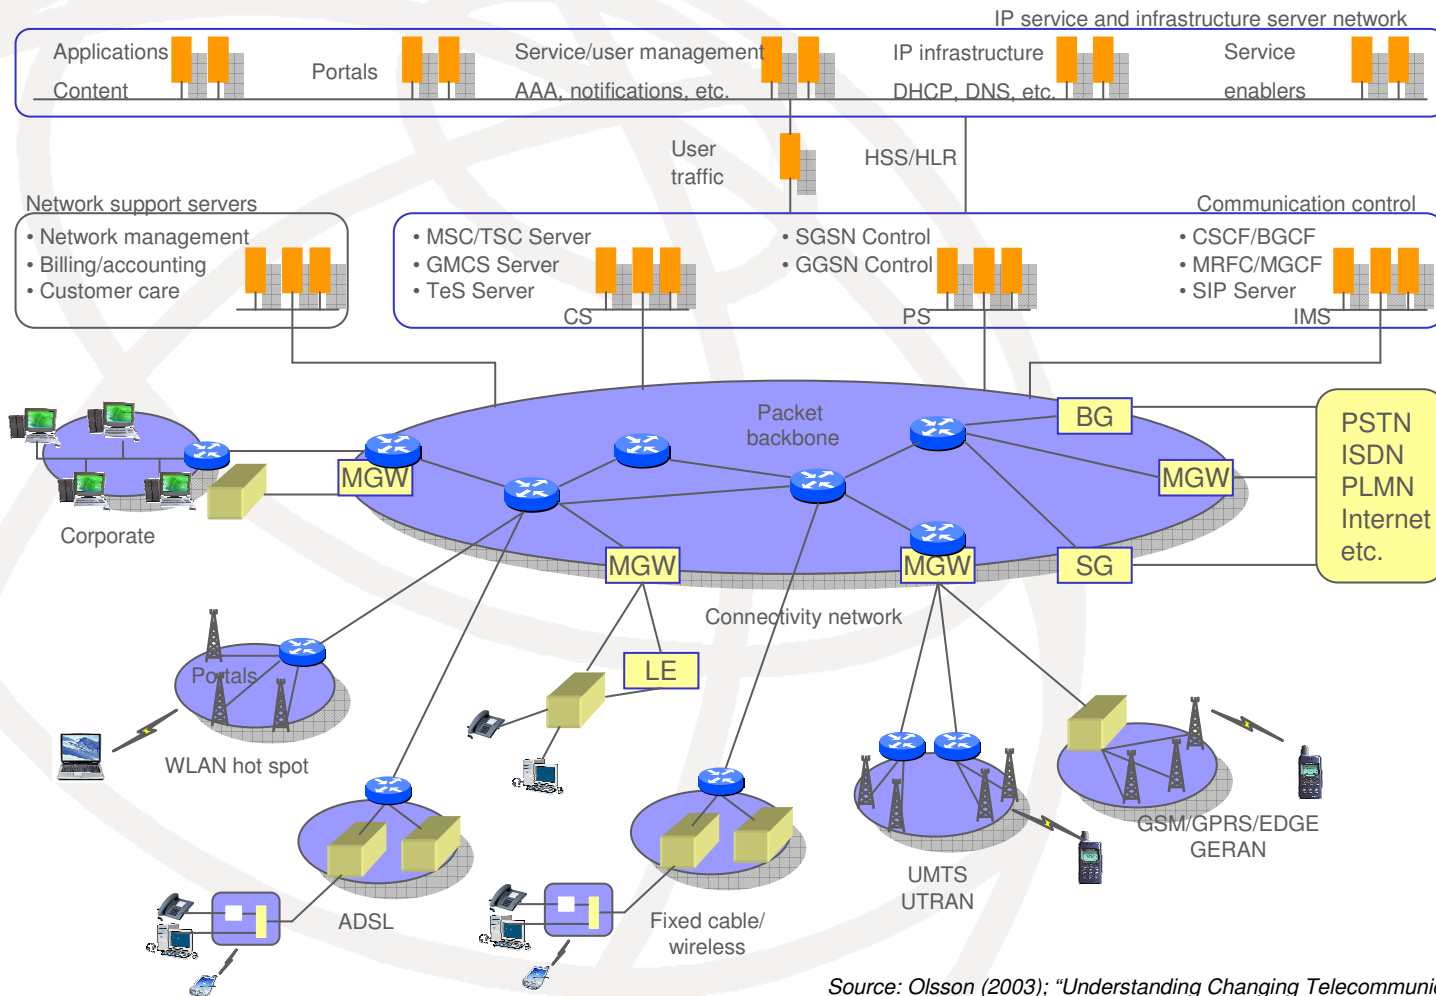 IP service and infrastructure server network
Applications
Content
Portals
Service/user management
AAA, notifications, etc.
IP infrastructure
DHCP, DNS, etc.
Service
enablers
User
traffic
HSS/HLR
Network support servers
• Network management
• Billing/accounting
• Customer care
Communication control
• MSC/TSC Server
• GMCS Server
• TeS Server
CS
• SGSN Control
• GGSN Control
PS
• CSCF/BGCF
• MRFC/MGCF
• SIP Server
IMS
Packet
backbone
BG
MGW
MGW
MGW
MGW
SG
PSTN
ISDN
PLMN
Internet
etc.
Corporate
Connectivity network
LE
Portals
WLAN hot spot
ADSL
Fixed cable/
wireless
UMTS
UTRAN
GSM/GPRS/EDGE
GERAN
Source: Olsson (2003); “Understanding Changing Telecommunic